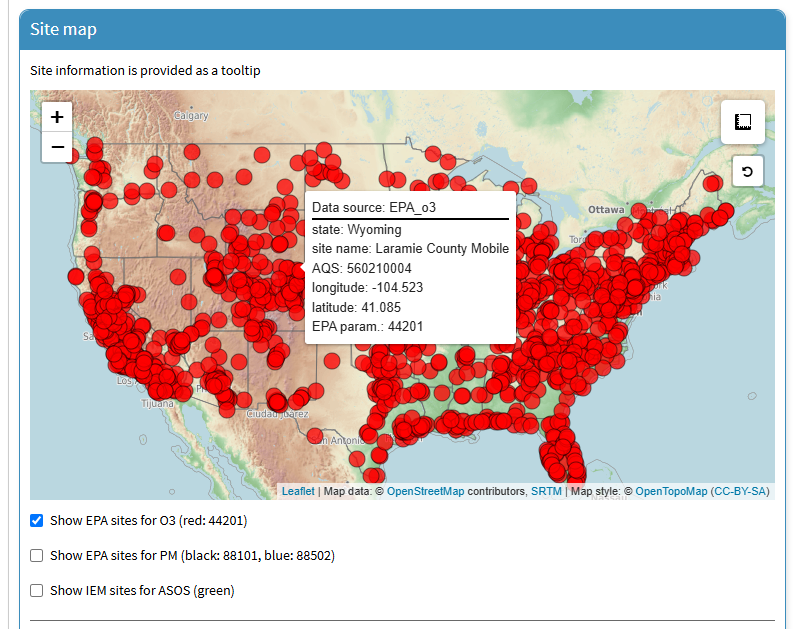 Site map
Site information is provided as a tooltip
+
−
Calgary
Ottawa
Data source: EPA_o3
state: Wyoming
site name: Laramie County Mobile
AQS: 560210004
longitude: -104.523
latitude: 41.085
EPA param.: 44201
Tijuana
Ciudad Juárez
San Antonio
Leaflet | Map data: © OpenStreetMap contributors, SRTM | Map style: © OpenTopoMap (CC-BY-SA)
Show EPA sites for O3 (red: 44201)
Show EPA sites for PM (black: 88101, blue: 88502)
Show IEM sites for ASOS (green)